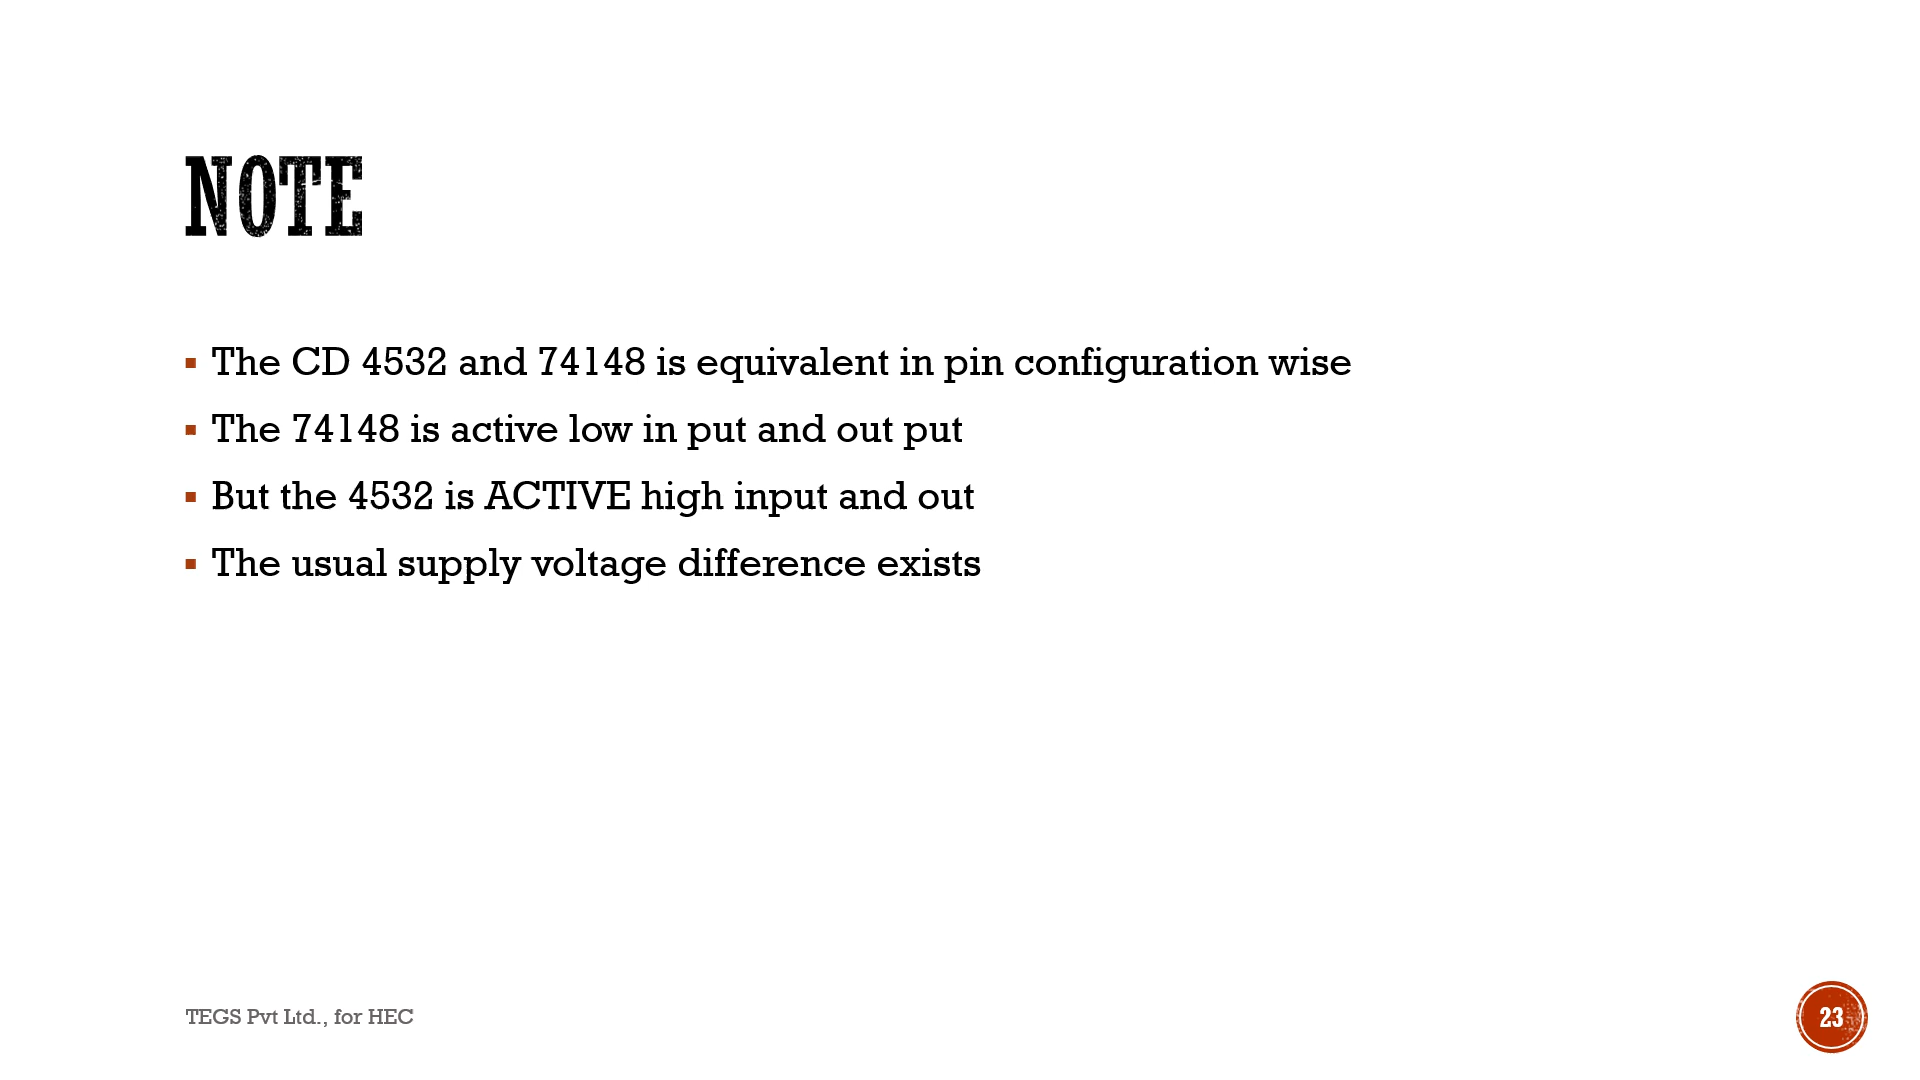 NOTE
▪ The CD 4532 and 74148 is equivalent in pin configuration wise
▪ The 74148 is active low in put and out put
▪ But the 4532 is ACTIVE high input and out
▪ The usual supply voltage difference exists
TEGS Pvt Ltd., for HEC
23